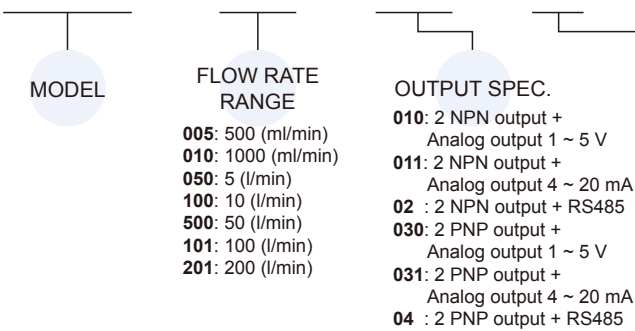 MODEL
FLOW RATE
RANGE
005: 500 (ml/min)
010: 1000 (ml/min)
050: 5 (l/min)
100: 10 (l/min)
500: 50 (l/min)
101: 100 (l/min)
201: 200 (l/min)
OUTPUT SPEC.
010: 2 NPN output +
Analog output 1 ~ 5 V
011: 2 NPN output +
Analog output 4 ~ 20 mA
02 : 2 NPN output + RS485
030: 2 PNP output +
Analog output 1 ~ 5 V
031: 2 PNP output +
Analog output 4 ~ 20 mA
04 : 2 PNP output + RS485